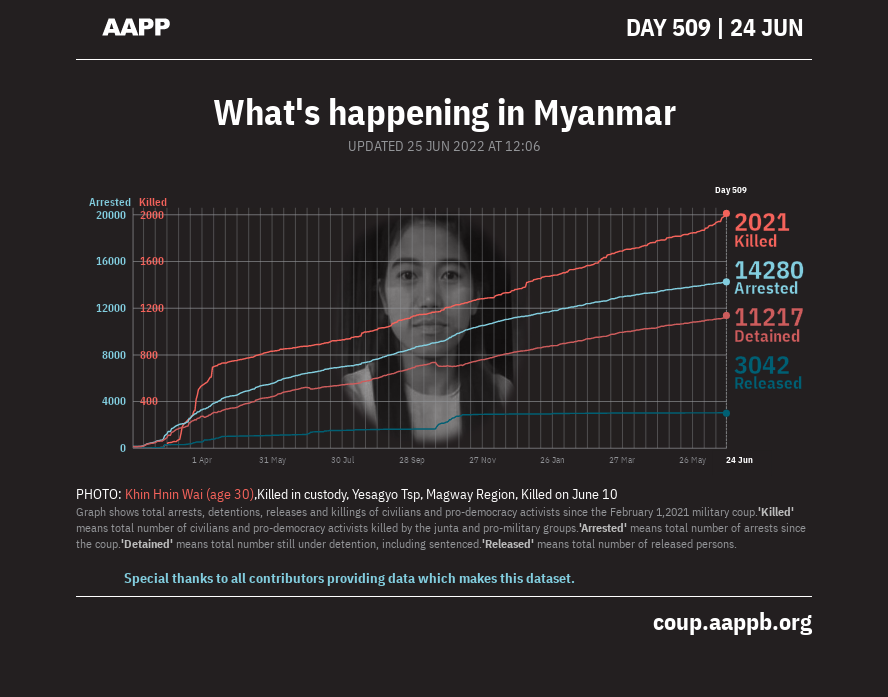 AAPP
DAY 509 | 24 JUN
What's happening in Myanmar
UPDATED 25 JUN 2022 AT 12:06
Day 509
Arrested Killed
20000 2000
16000 1600
12000 1200
8000 800
4000 400
0
2021
Killed
14280
Arrested
11217
Detained
3042
Released
1 Apr 31 May 30 Jul 28 Sep 27 Nov 26 Jan 27 Mar 26 May 24 Jun
PHOTO: Khin Hnin Wai (age 30),Killed in custody, Yesagyo Tsp, Magway Region, Killed on June 10
Graph shows total arrests, detentions, releases and killings of civilians and pro-democracy activists since the February 1,2021 military coup.'Killed'
means total number of civilians and pro-democracy activists killed by the junta and pro-military groups.'Arrested' means total number of arrests since
the coup.'Detained' means total number still under detention, including sentenced.'Released' means total number of released persons.
Special thanks to all contributors providing data which makes this dataset.
coup.aappb.org